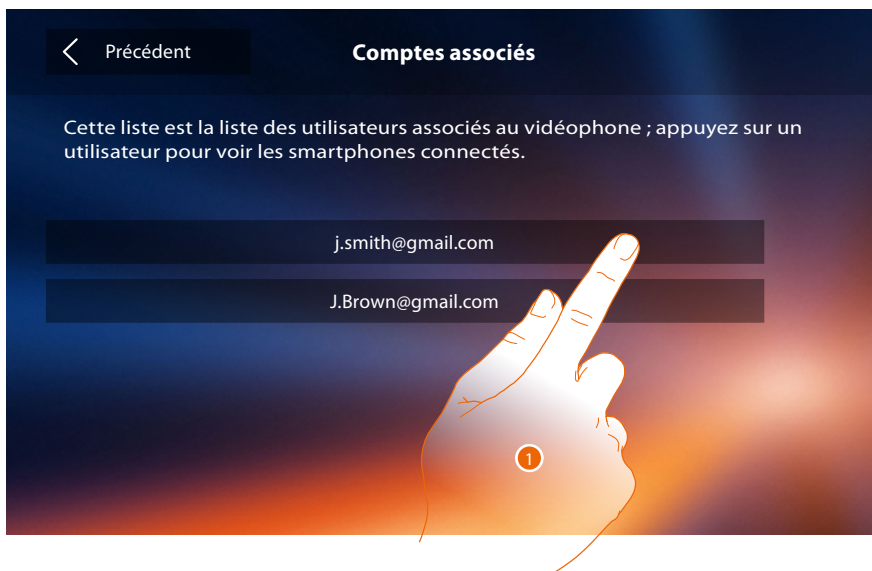 Précédent
Comptes associés
Cette liste est la liste des utilisateurs associés au vidéophone ; appuyez sur un
utilisateur pour voir les smartphones connectés.
j.smith@gmail.com
J.Brown@gmail.com
1